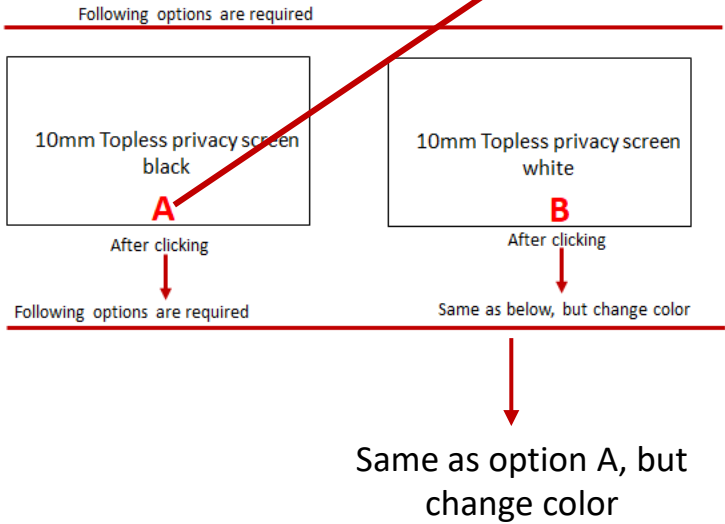 Following options are required
10mm Topless privacy screen
black
A
10mm Topless privacy screen
white
B
After clicking
After clicking
Following options are required
Same as below, but change color
Same as option A, but
change color